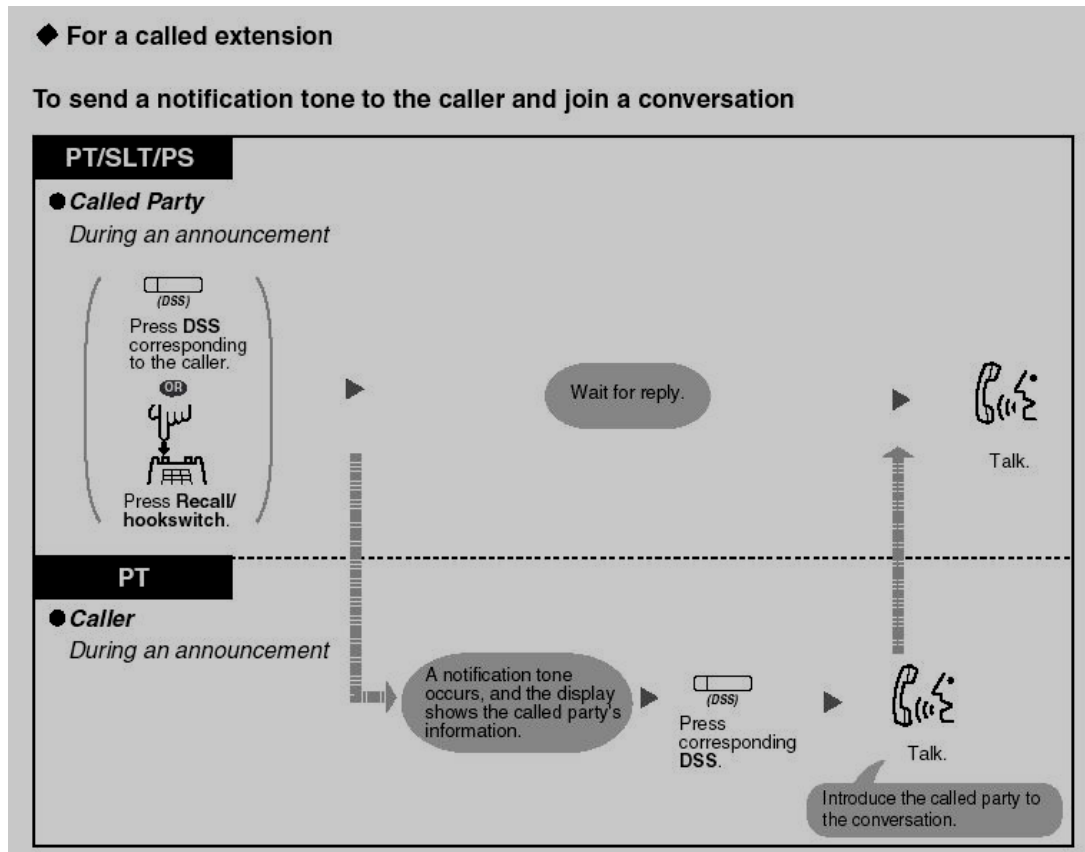 ◆ For a called extension
To send a notification tone to the caller and join a conversation
PT/SLT/PS
● Called Party
During an announcement
(DSS)
Press DSS
corresponding
to the caller.
OR
Press Recall/
hookswitch.
Wait for reply.
Talk.
PT
● Caller
During an announcement
A notification tone
occurs, and the display
shows the called party's
information.
(DSS)
Press
corresponding
DSS.
Talk.
Introduce the called party to
the conversation.